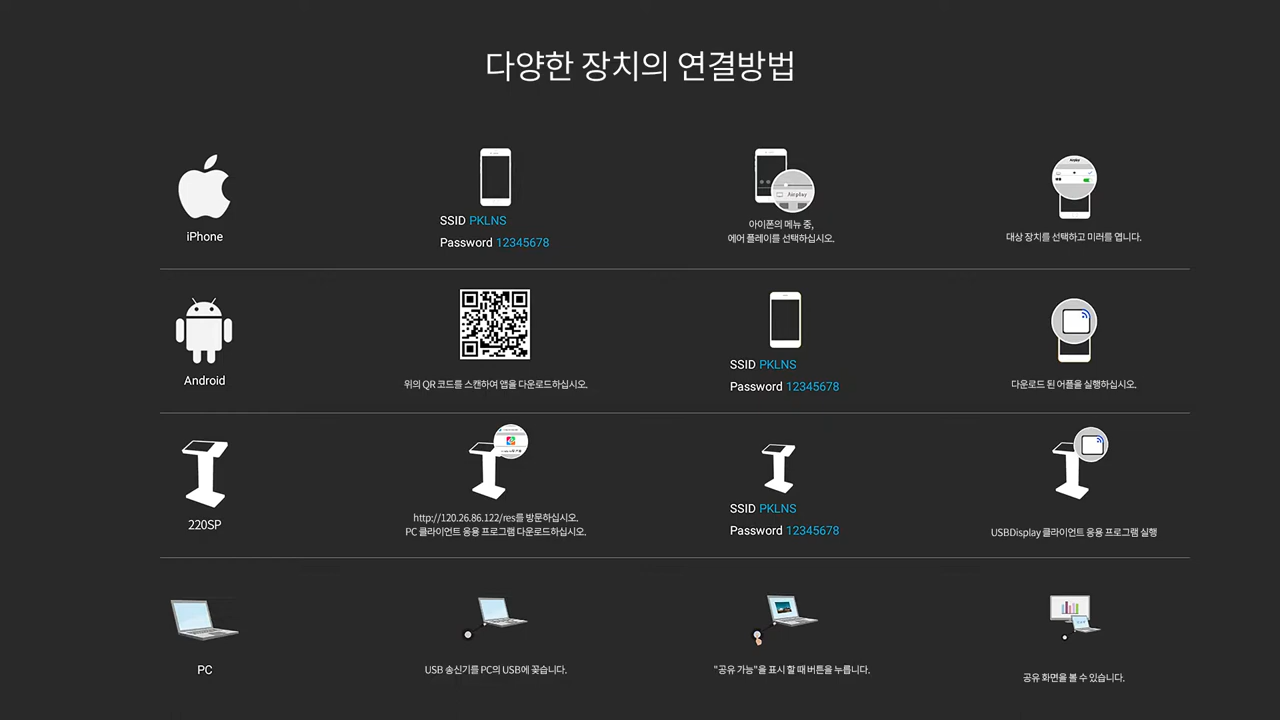 다양한 장치의 연결방법
iPhone
SSID PKLNS
Password 12345678
Airplay
아이폰의 메뉴 중,
에어 플레이를 선택하십시오.
Airplay
대상 장치를 선택하고 미러를 엽니다.
Android
위의 QR 코드를 스캔하여 앱을 다운로드하십시오.
SSID PKLNS
Password 12345678
다운로드 된 어플을 실행하십시오.
220SP
http://120.26.86.122/res를 방문하십시오.
PC 클라이언트 응용 프로그램 다운로드하십시오.
SSID PKLNS
Password 12345678
USBDisplay 클라이언트 응용 프로그램 실행
PC
USB 송신기를 PC의 USB에 꽂습니다.
"공유 가능"을 표시 할 때 버튼을 누릅니다.
공유 화면을 볼 수 있습니다.